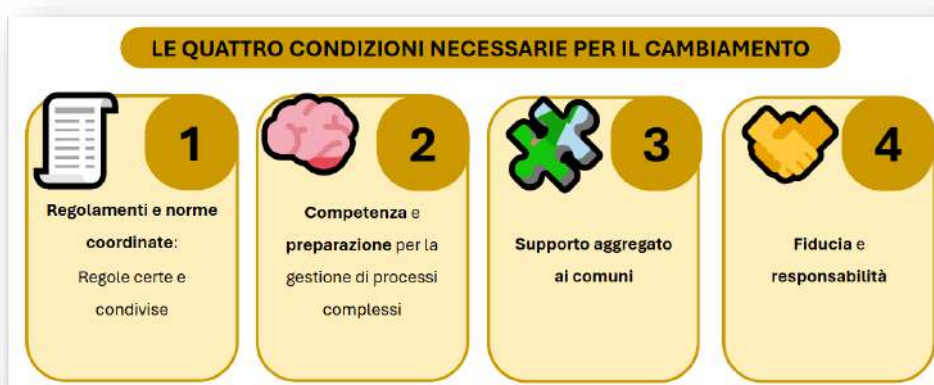 LE QUATTRO CONDIZIONI NECESSARIE PER IL CAMBIAMENTO
1
Regolamenti e norme
coordinate:
Regole certe e
condivise
2
Competenza e
preparazione per la
gestione di processi
complessi
3
Supporto aggregato
ai comuni
4
Fiducia e
responsabilità